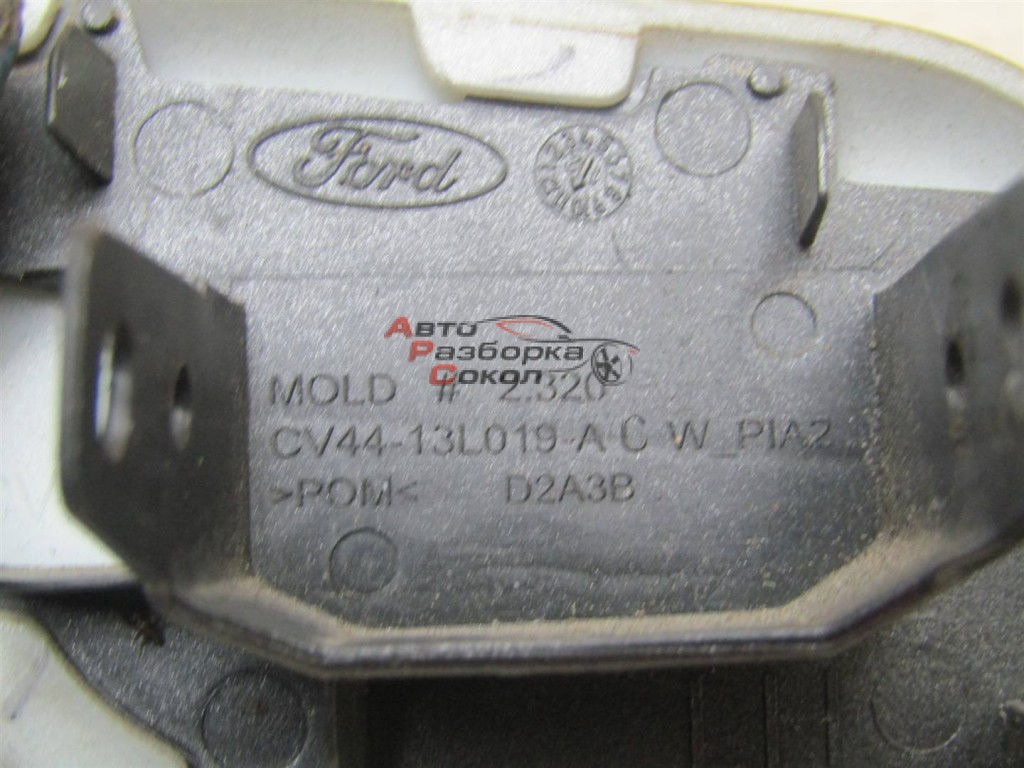 Ford
Авто
Разборка
Сокол
MOLD # 2.320
CV44-13L019-A C W_PIA2
>POM< D2A3B